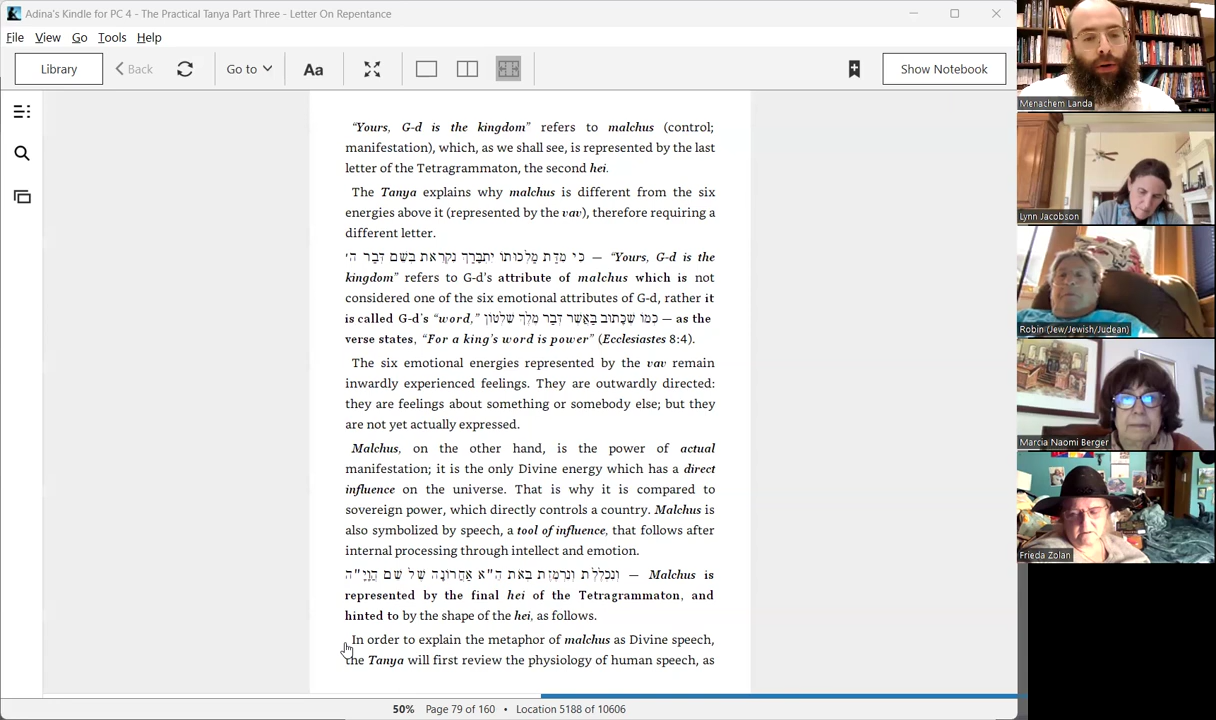 Adina's Kindle for PC 4 - The Practical Tanya Part Three - Letter On Repentance
File View Go Tools Help
Library Back Go to Aa Show Notebook
"Yours, G-d is the kingdom" refers to malchus (control;
manifestation), which, as we shall see, is represented by the last
letter of the Tetragrammaton, the second hei.
The Tanya explains why malchus is different from the six
energies above it (represented by the vav), therefore requiring a
different letter.
כִּי מִדַּת מַלְכוּתוֹ יִתְבָּרֵךְ נִקְרֵאת בְּשֵׁם דְּבַר ה' — "Yours, G-d is the
kingdom" refers to G-d's attribute of malchus which is not
considered one of the six emotional attributes of G-d, rather it
is called G-d's "word," כְּמוֹ שֶׁכָּתוּב בַּאֲשֶׁר דְּבַר מֶלֶךְ שִׁלְטוֹן — as the
verse states, "For a king's word is power" (Ecclesiastes 8:4).
The six emotional energies represented by the vav remain
inwardly experienced feelings. They are outwardly directed:
they are feelings about something or somebody else; but they
are not yet actually expressed.
Malchus, on the other hand, is the power of actual
manifestation; it is the only Divine energy which has a direct
influence on the universe. That is why it is compared to
sovereign power, which directly controls a country. Malchus is
also symbolized by speech, a tool of influence, that follows after
internal processing through intellect and emotion.
וְנִכְלֶלֶת וְנִרְמֶזֶת בְּאֹת הֵ"א אַחֲרוֹנָה שֶׁל שֵׁם הֲוָיָ"ה — Malchus is
represented by the final hei of the Tetragrammaton, and
hinted to by the shape of the hei, as follows.
In order to explain the metaphor of malchus as Divine speech,
the Tanya will first review the physiology of human speech, as
50% Page 79 of 160 • Location 5188 of 10606
Menachem Landa
Lynn Jacobson
Robin (Jew/Jewish/Judean)
Marcia Naomi Berger
Frieda Zolan